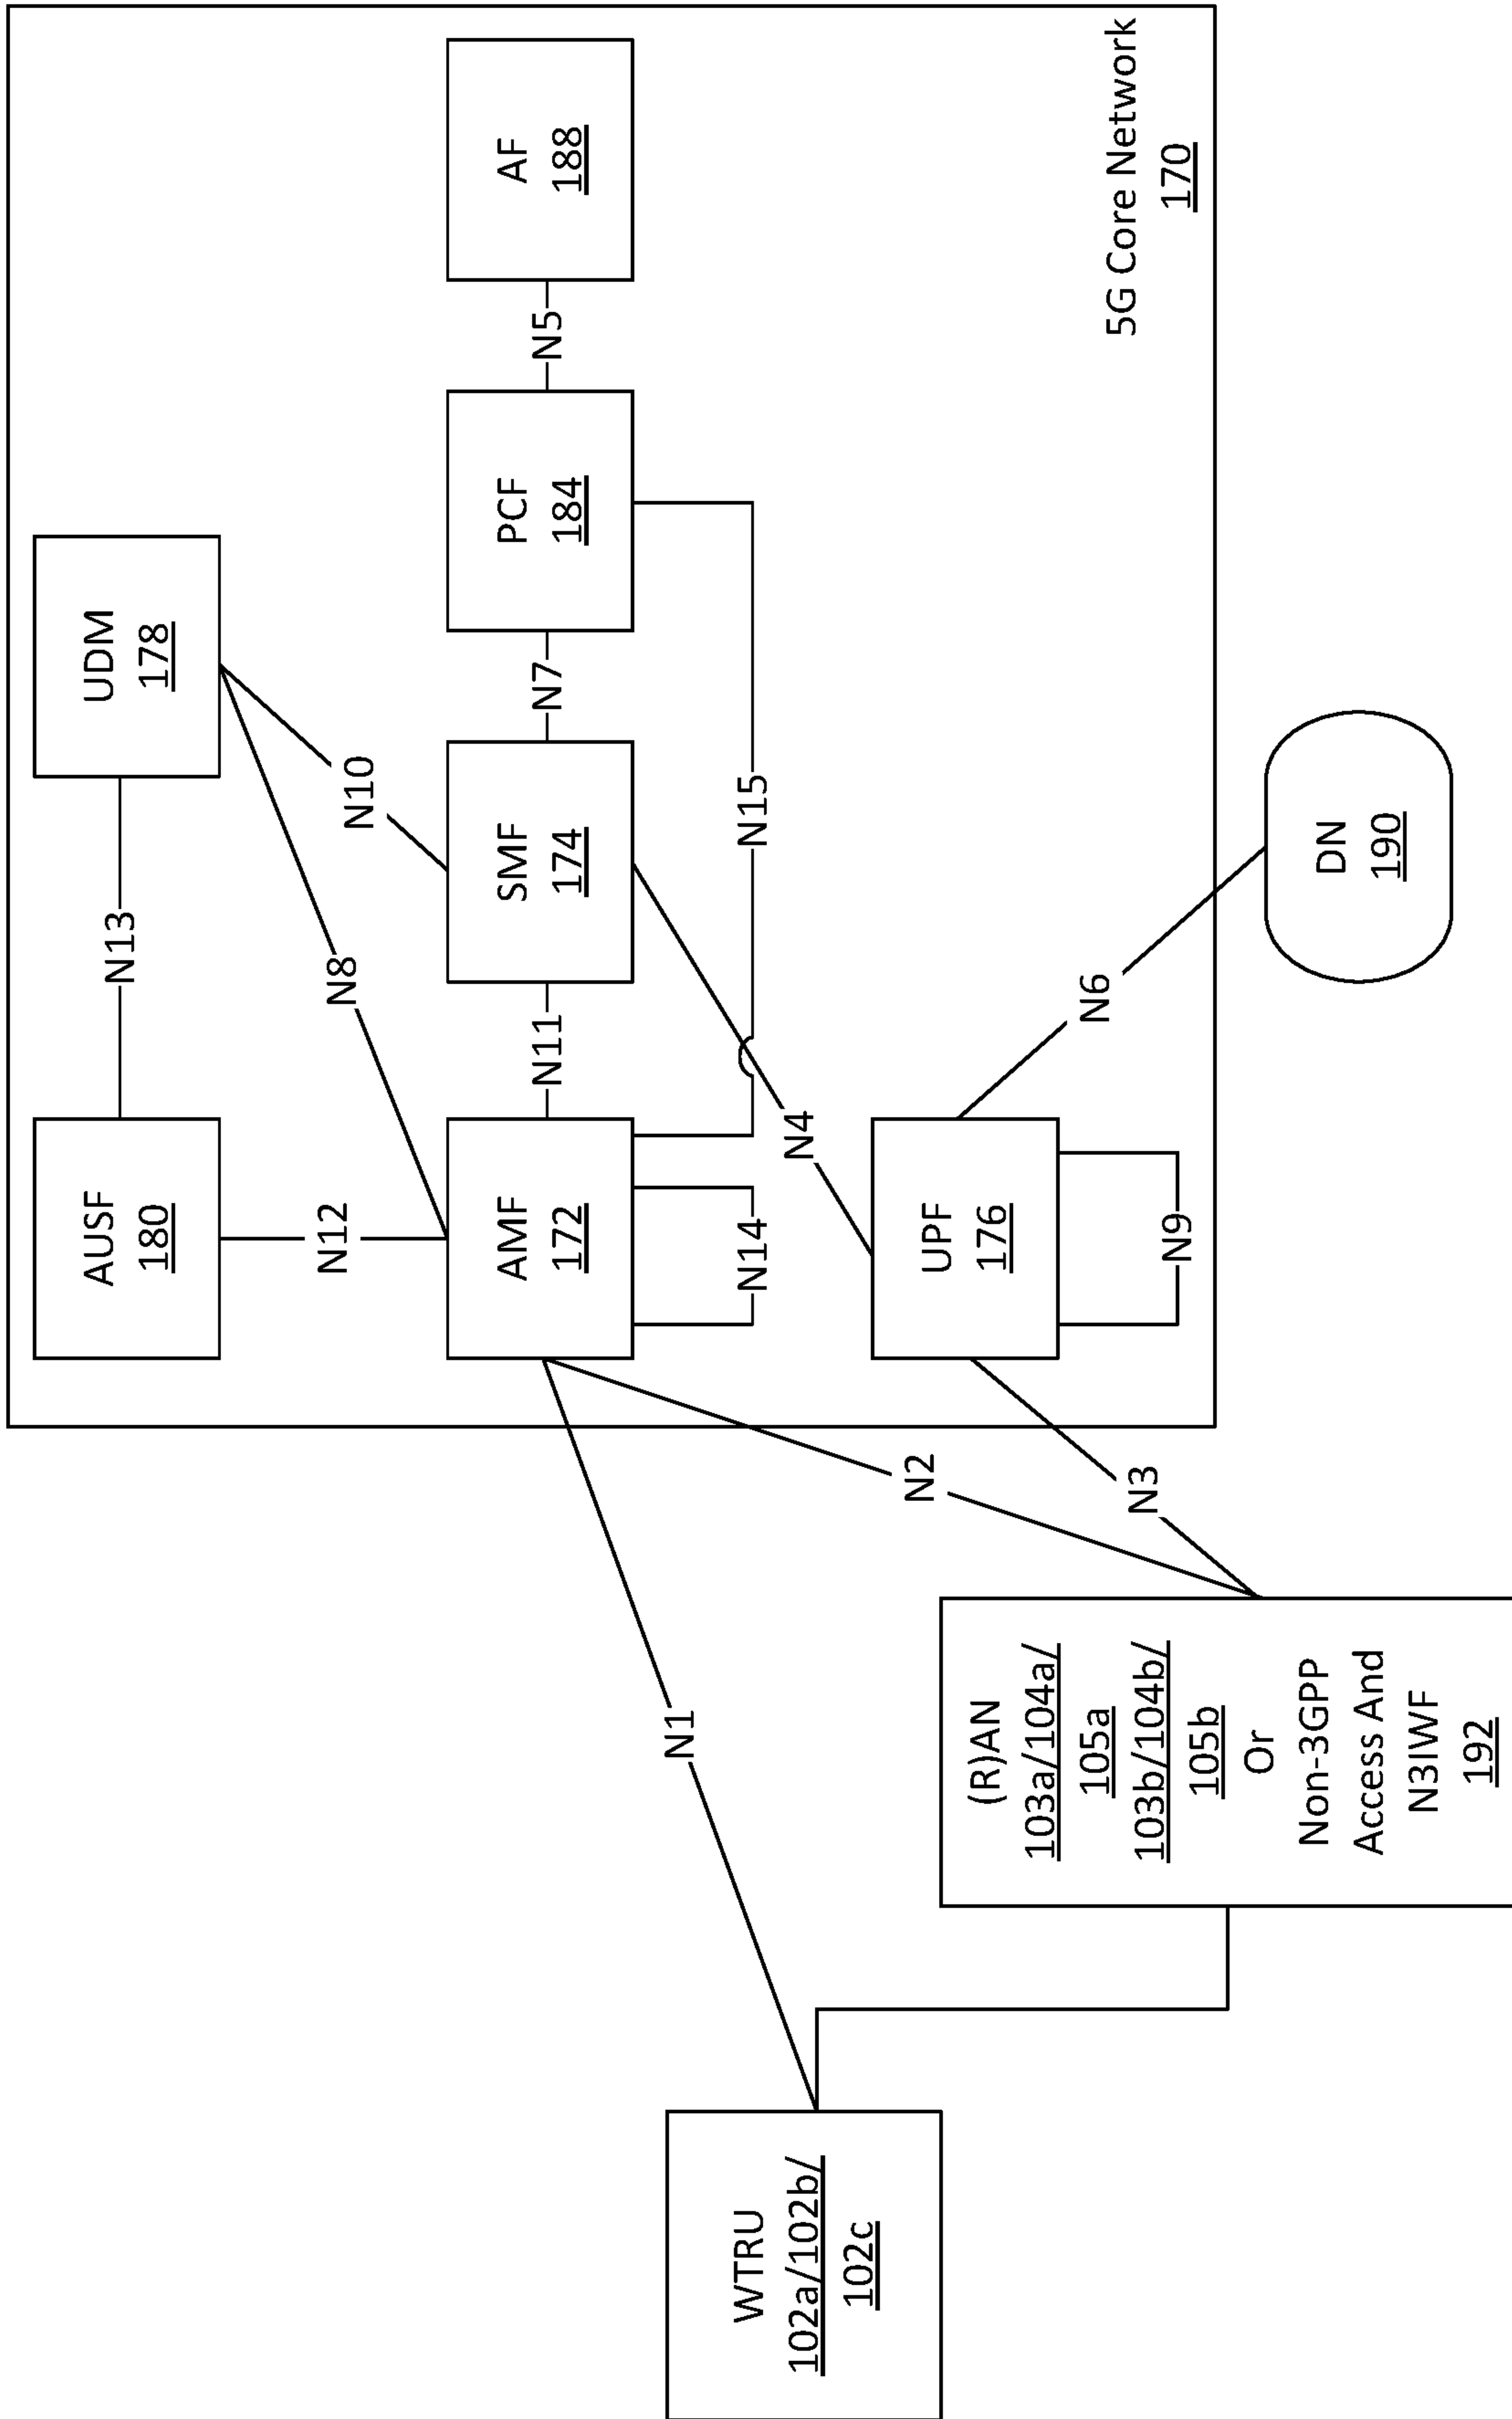 AUSF
180
N13
UDM
178
N12
N8
N10
AMF
172
N11
SMF
174
N7
PCF
184
N5
AF
188
N14
N15
N4
N1
UPF
176
N9
N2
N6
N3
5G Core Network
170
WTRU
102a/102b/
102c
(R)AN
103a/104a/
105a
103b/104b/
105b
Or
Non-3GPP
Access And
N3IWF
192
DN
190